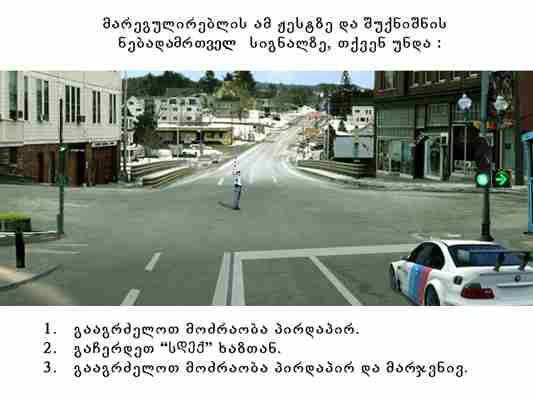 მარეგულირებლის ამ ჟესტზე და შუქნიშნის
ნებადამრთველ სიგნალზე, თქვენ უნდა :
1. გააგრძელოთ მოძრაობა პირდაპირ.
2. გაჩერდეთ “სდექ” ხაზთან.
3. გააგრძელოთ მოძრაობა პირდაპირ და მარჯვნივ.